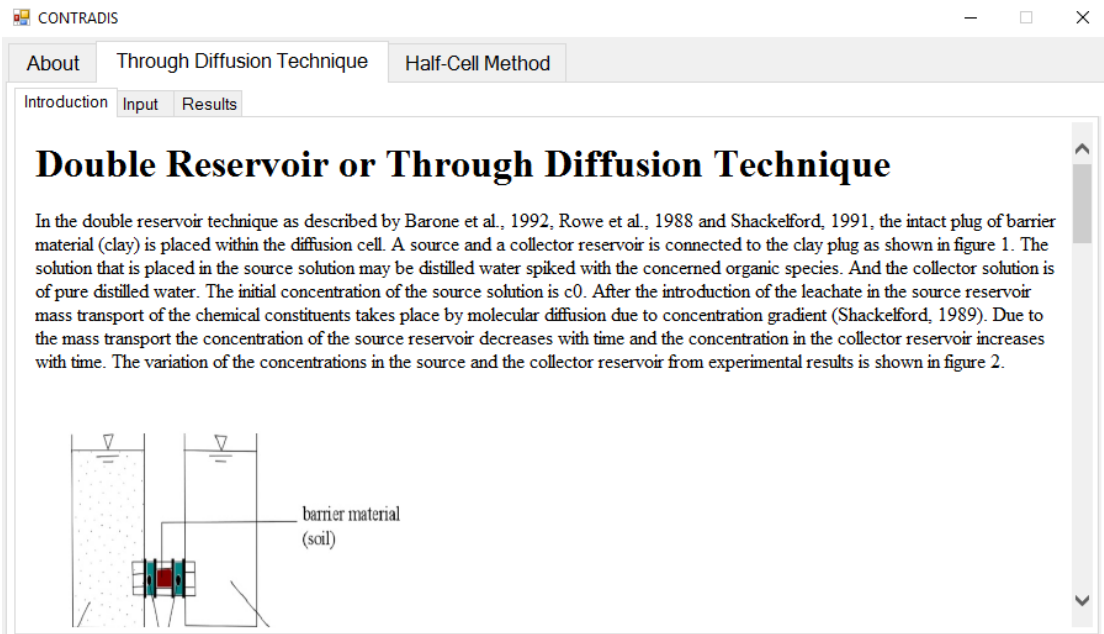 CONTRADIS
About Through Diffusion Technique Half-Cell Method
Introduction Input Results
Double Reservoir or Through Diffusion Technique
In the double reservoir technique as described by Barone et al., 1992, Rowe et al., 1988 and Shackelford, 1991, the intact plug of barrier
material (clay) is placed within the diffusion cell. A source and a collector reservoir is connected to the clay plug as shown in figure 1. The
solution that is placed in the source solution may be distilled water spiked with the concerned organic species. And the collector solution is
of pure distilled water. The initial concentration of the source solution is c0. After the introduction of the leachate in the source reservoir
mass transport of the chemical constituents takes place by molecular diffusion due to concentration gradient (Shackelford, 1989). Due to
the mass transport the concentration of the source reservoir decreases with time and the concentration in the collector reservoir increases
with time. The variation of the concentrations in the source and the collector reservoir from experimental results is shown in figure 2.
barrier material
(soil)